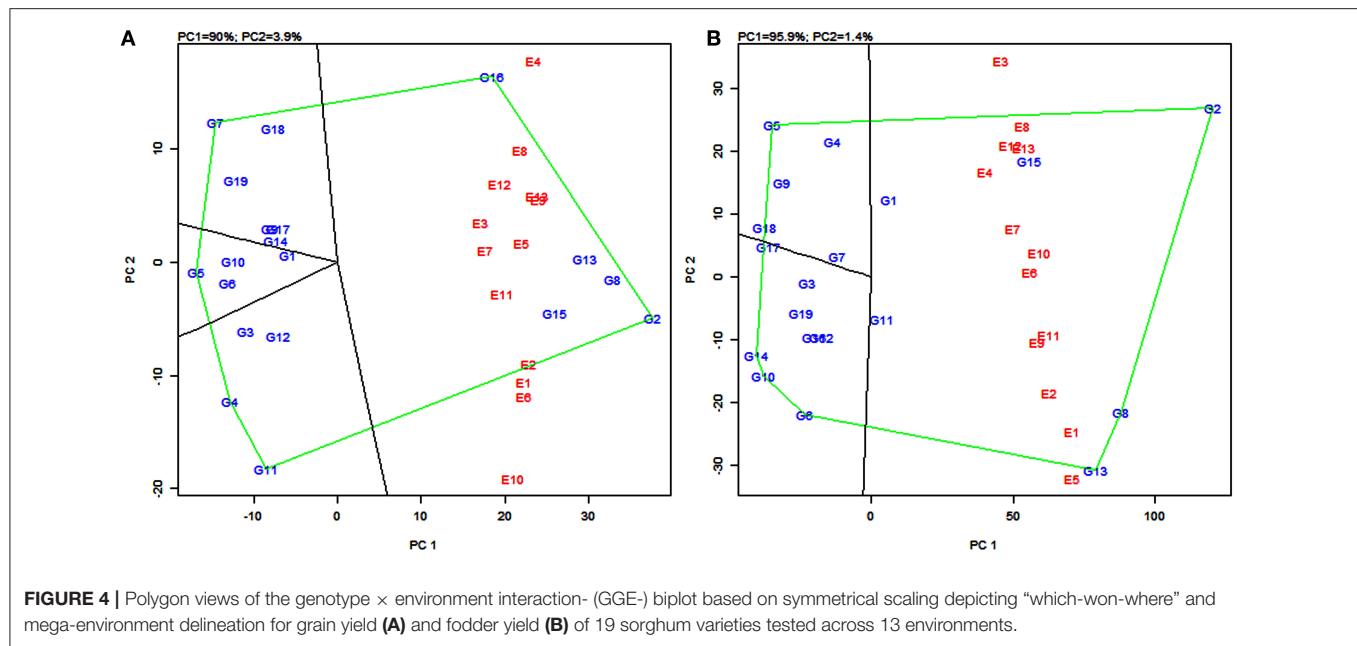 A
PC1=90%; PC2=3.9%
E4
G16
G7
G18
E8
G19
E12
E13
E9
E3
G17
G14
E5
E7
G1
G13
G10
G5
G8
G6
E11
G15
G2
G3
G12
E2
E1
E6
G4
G11
E10
PC 2
10
0
-10
-20
-10
0
10
20
30
PC 1
B
PC1=95.9%; PC2=1.4%
E3
G2
G5
E8
G4
E12
E13
G15
E4
G9
G1
G18
E7
G17
G7
E10
G3
E6
G19
G11
G12
E11
E9
G14
G10
E2
G6
G8
E1
G13
E5
PC 2
30
20
10
0
-10
-20
-30
0
50
100
PC 1
FIGURE 4 | Polygon views of the genotype × environment interaction- (GGE-) biplot based on symmetrical scaling depicting “which-won-where” and
mega-environment delineation for grain yield (A) and fodder yield (B) of 19 sorghum varieties tested across 13 environments.